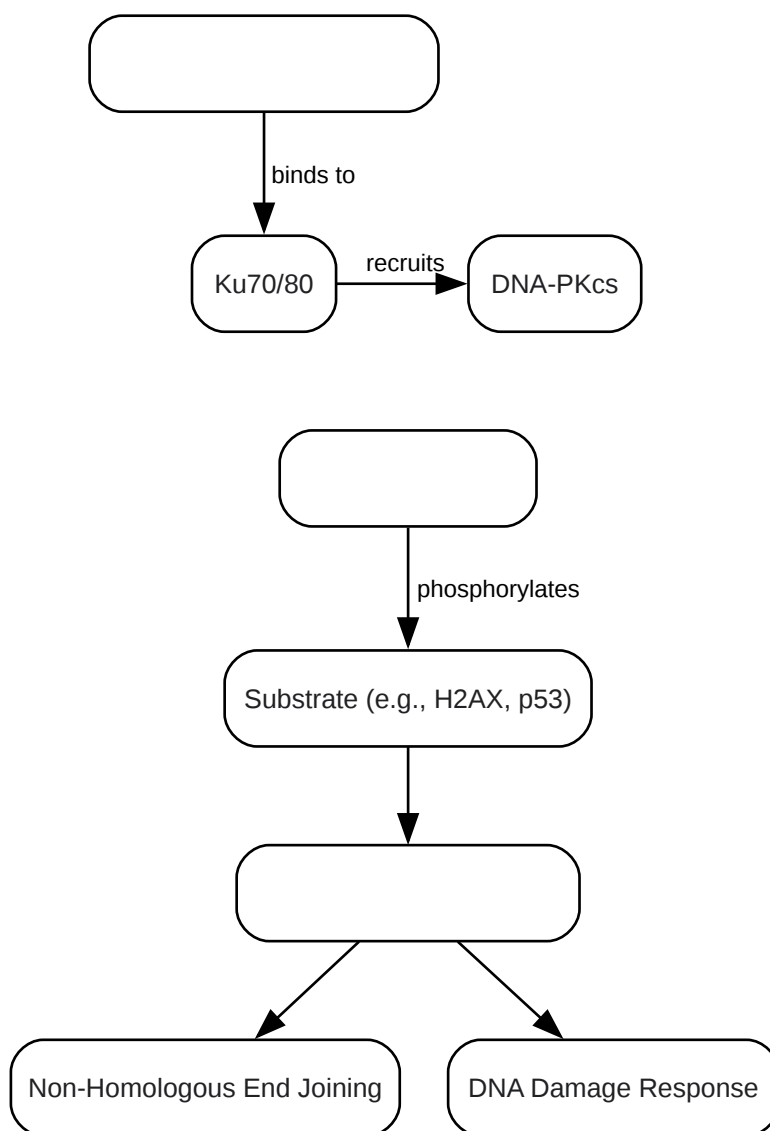 binds to
Ku70/80
recruits
DNA-PKcs
phosphorylates
Substrate (e.g., H2AX, p53)
Non-Homologous End Joining
DNA Damage Response